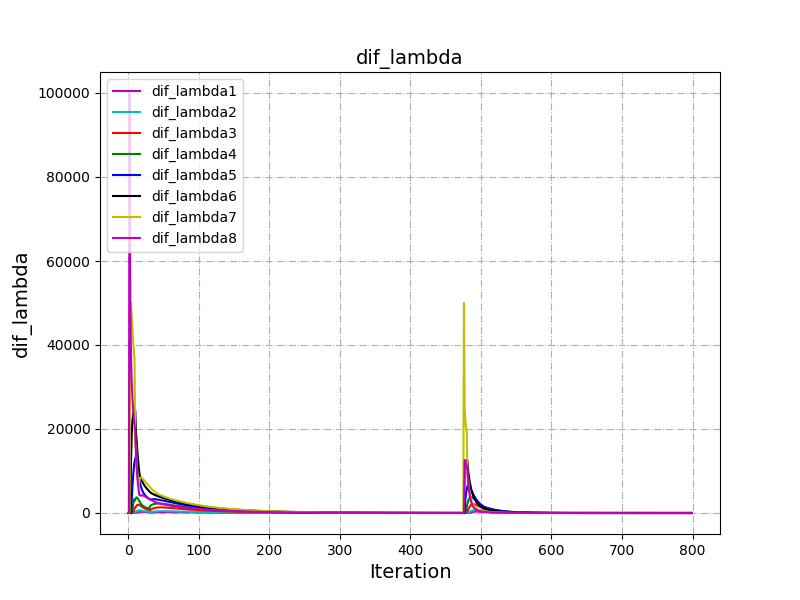 dif_lambda
100000
80000
60000
40000
20000
0
dif_lambda
dif_lambda1
dif_lambda2
dif_lambda3
dif_lambda4
dif_lambda5
dif_lambda6
dif_lambda7
dif_lambda8
0 100 200 300 400 500 600 700 800
Iteration